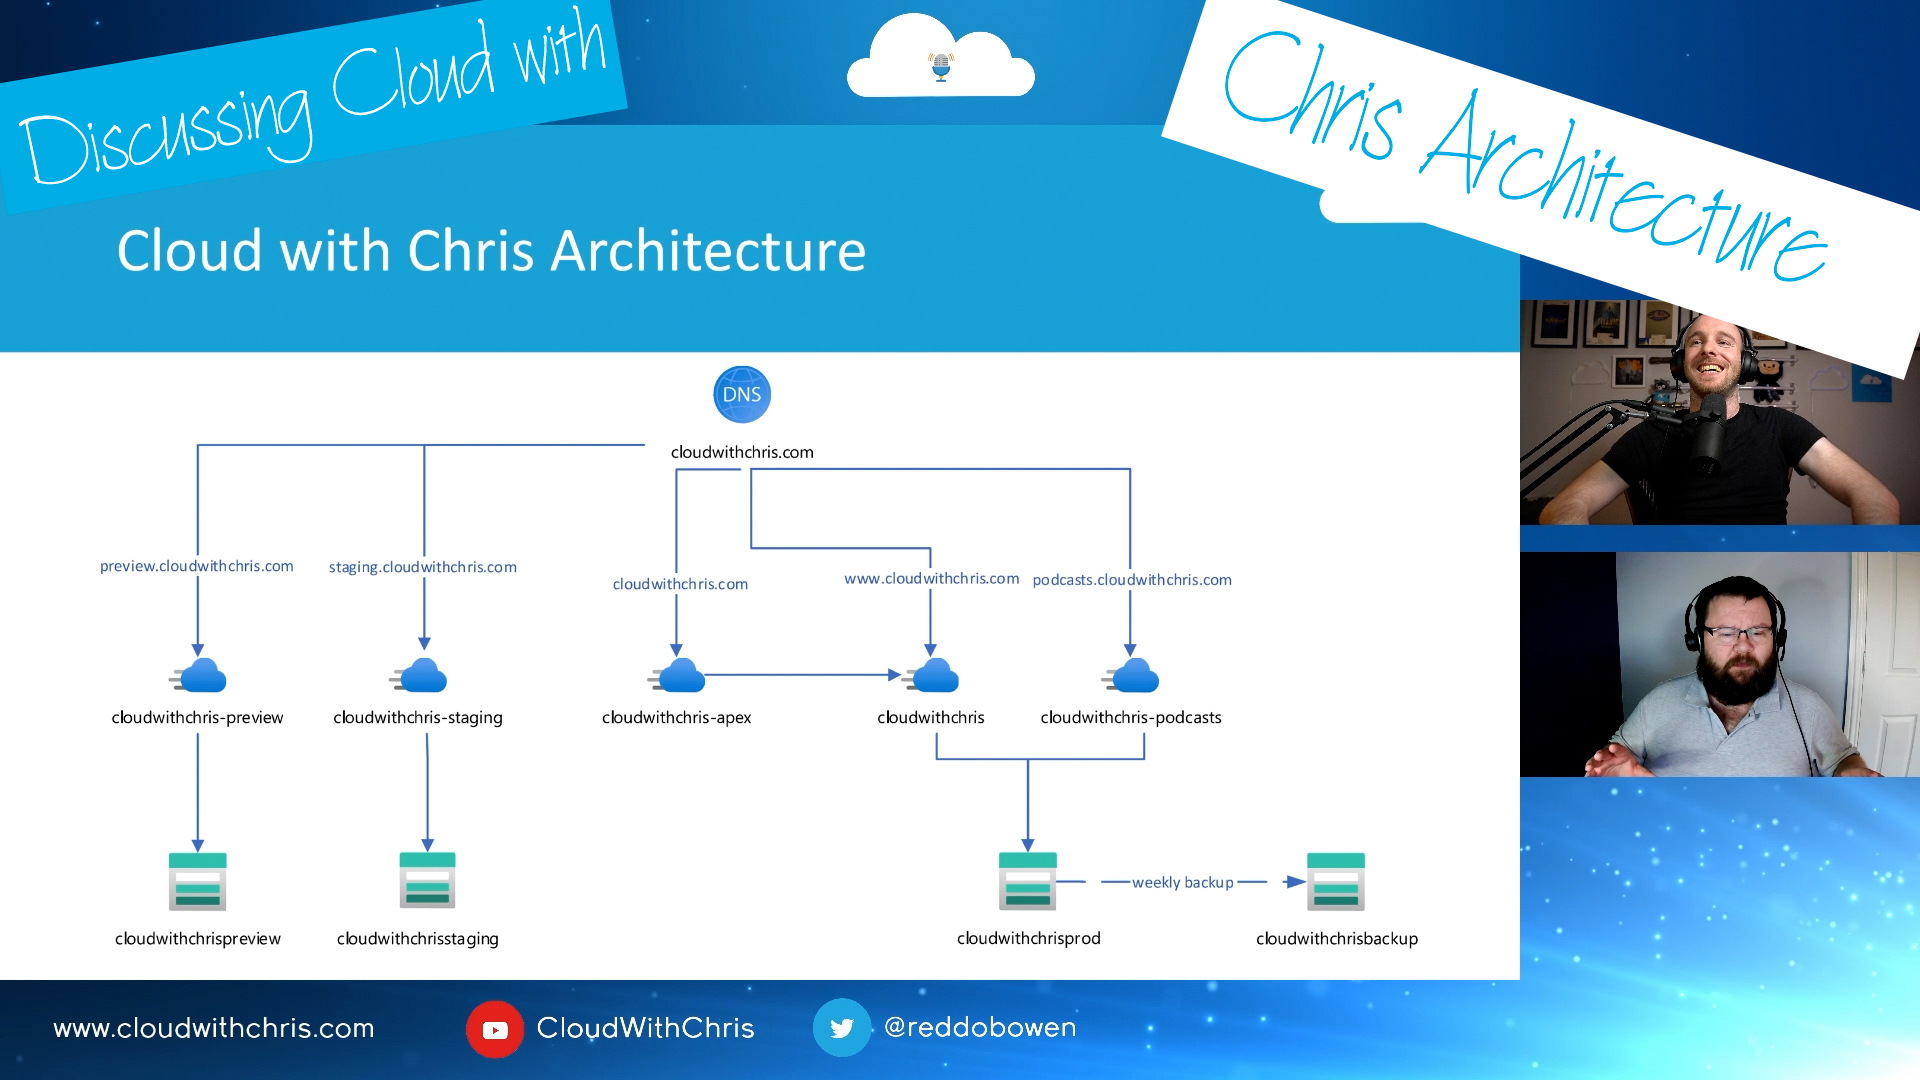 Discussing Cloud with
Chris Architecture
Cloud with Chris Architecture
DNS
cloudwithchris.com
preview.cloudwithchris.com
staging.cloudwithchris.com
cloudwithchris.com
www.cloudwithchris.com
podcasts.cloudwithchris.com
cloudwithchris-preview
cloudwithchris-staging
cloudwithchris-apex
cloudwithchris
cloudwithchris-podcasts
weekly backup
cloudwithchrispreview
cloudwithchrisstaging
cloudwithchrisprod
cloudwithchrisbackup
www.cloudwithchris.com
CloudWithChris
@reddobowen